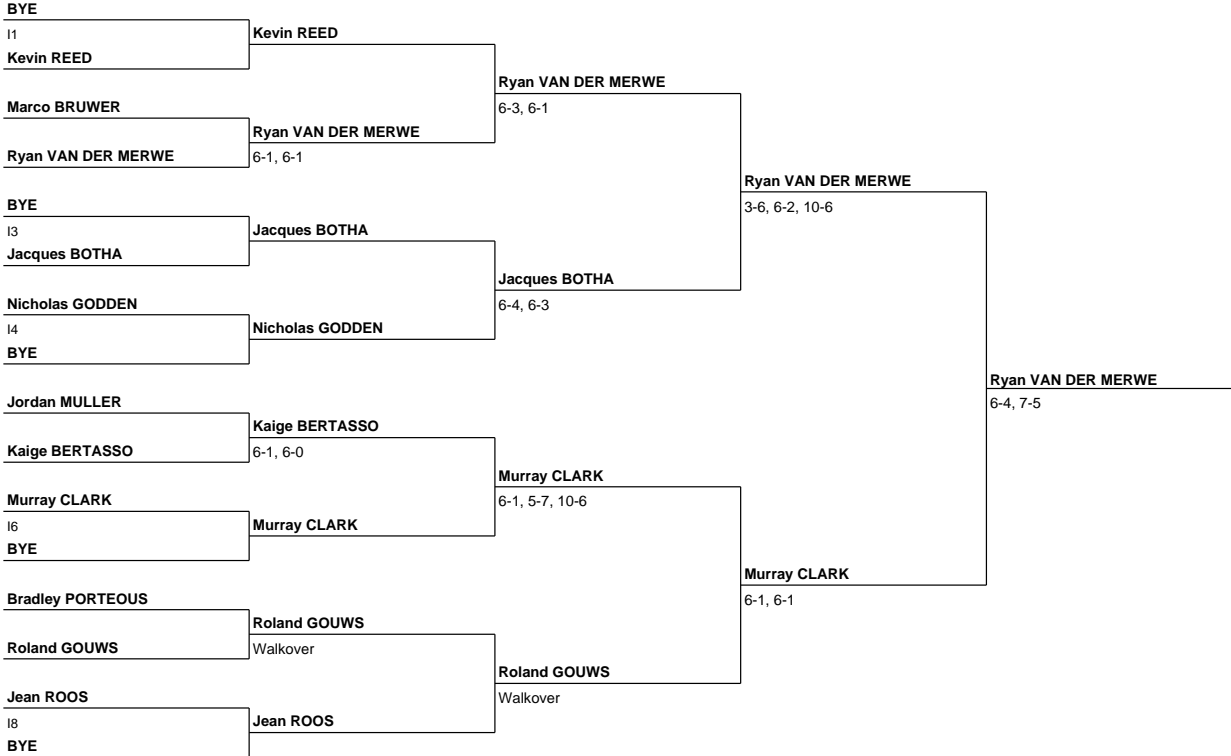 BYE
I1
Kevin REED
Kevin REED
Ryan VAN DER MERWE
6-3, 6-1
Marco BRUWER
Ryan VAN DER MERWE
Ryan VAN DER MERWE
6-1, 6-1
Ryan VAN DER MERWE
3-6, 6-2, 10-6
BYE
I3
Jacques BOTHA
Jacques BOTHA
Jacques BOTHA
6-4, 6-3
Nicholas GODDEN
I4
Nicholas GODDEN
BYE
Ryan VAN DER MERWE
6-4, 7-5
Jordan MULLER
Kaige BERTASSO
Kaige BERTASSO
6-1, 6-0
Murray CLARK
6-1, 5-7, 10-6
Murray CLARK
I6
Murray CLARK
BYE
Murray CLARK
6-1, 6-1
Bradley PORTEOUS
Roland GOUWS
Roland GOUWS
Walkover
Roland GOUWS
Walkover
Jean ROOS
I8
Jean ROOS
BYE